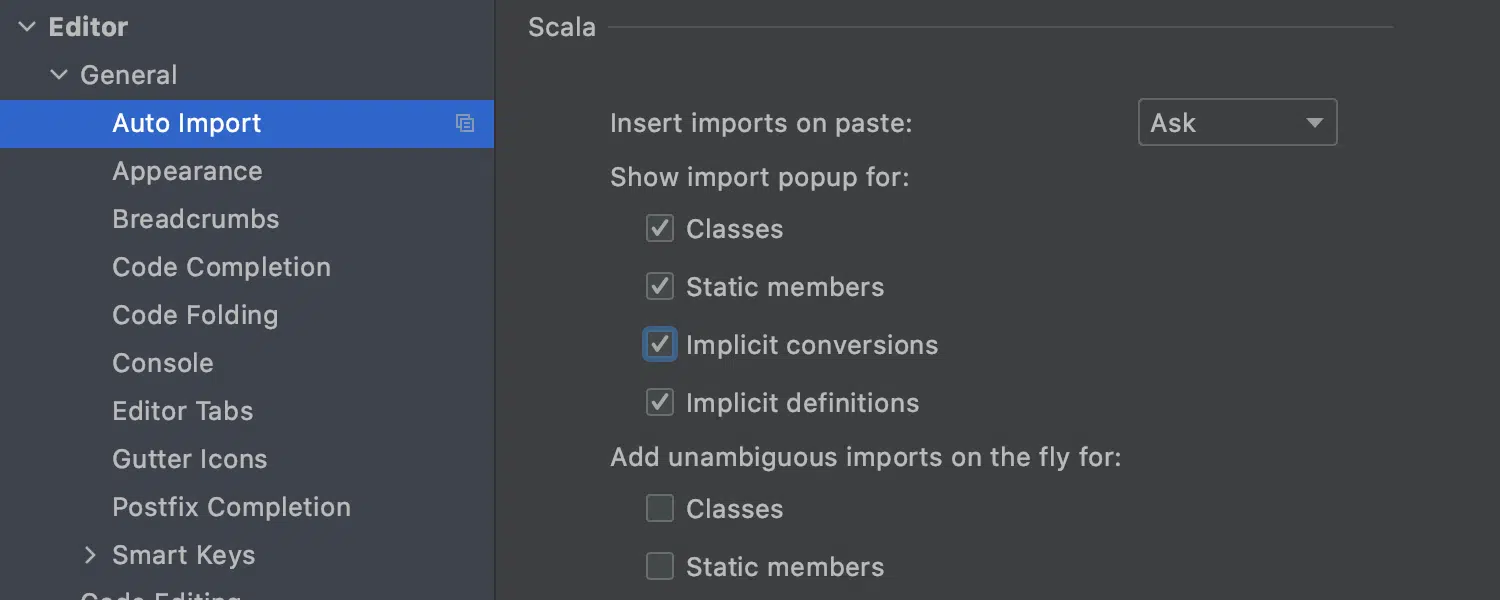 Editor
General
Auto Import
Appearance
Breadcrumbs
Code Completion
Code Folding
Console
Editor Tabs
Gutter Icons
Postfix Completion
Smart Keys
Code Editing
Scala
Insert imports on paste: Ask
Show import popup for:
Classes
Static members
Implicit conversions
Implicit definitions
Add unambiguous imports on the fly for:
Classes
Static members